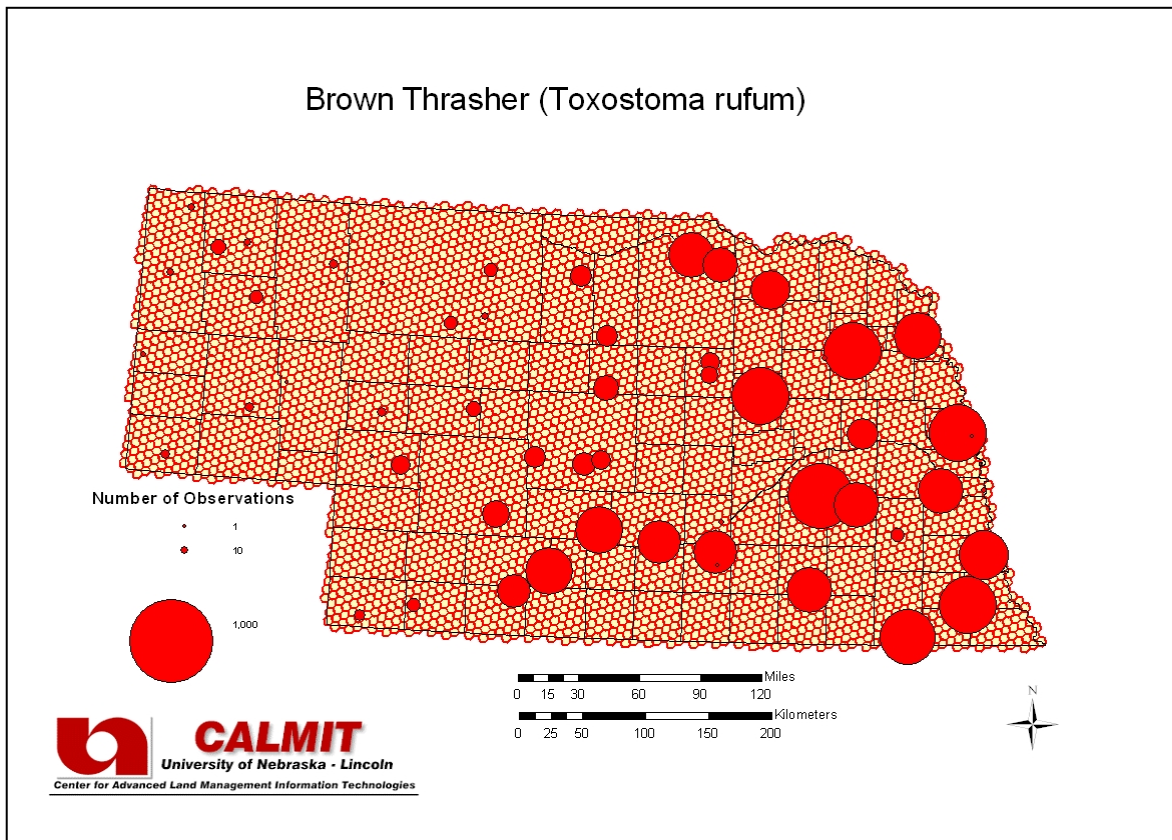 Brown Thrasher (Toxostoma rufum)
Number of Observations
1
10
1,000
Miles
0 15 30 60 90 120
Kilometers
0 25 50 100 150 200
N
CALMIT
University of Nebraska - Lincoln
Center for Advanced Land Management Information Technologies